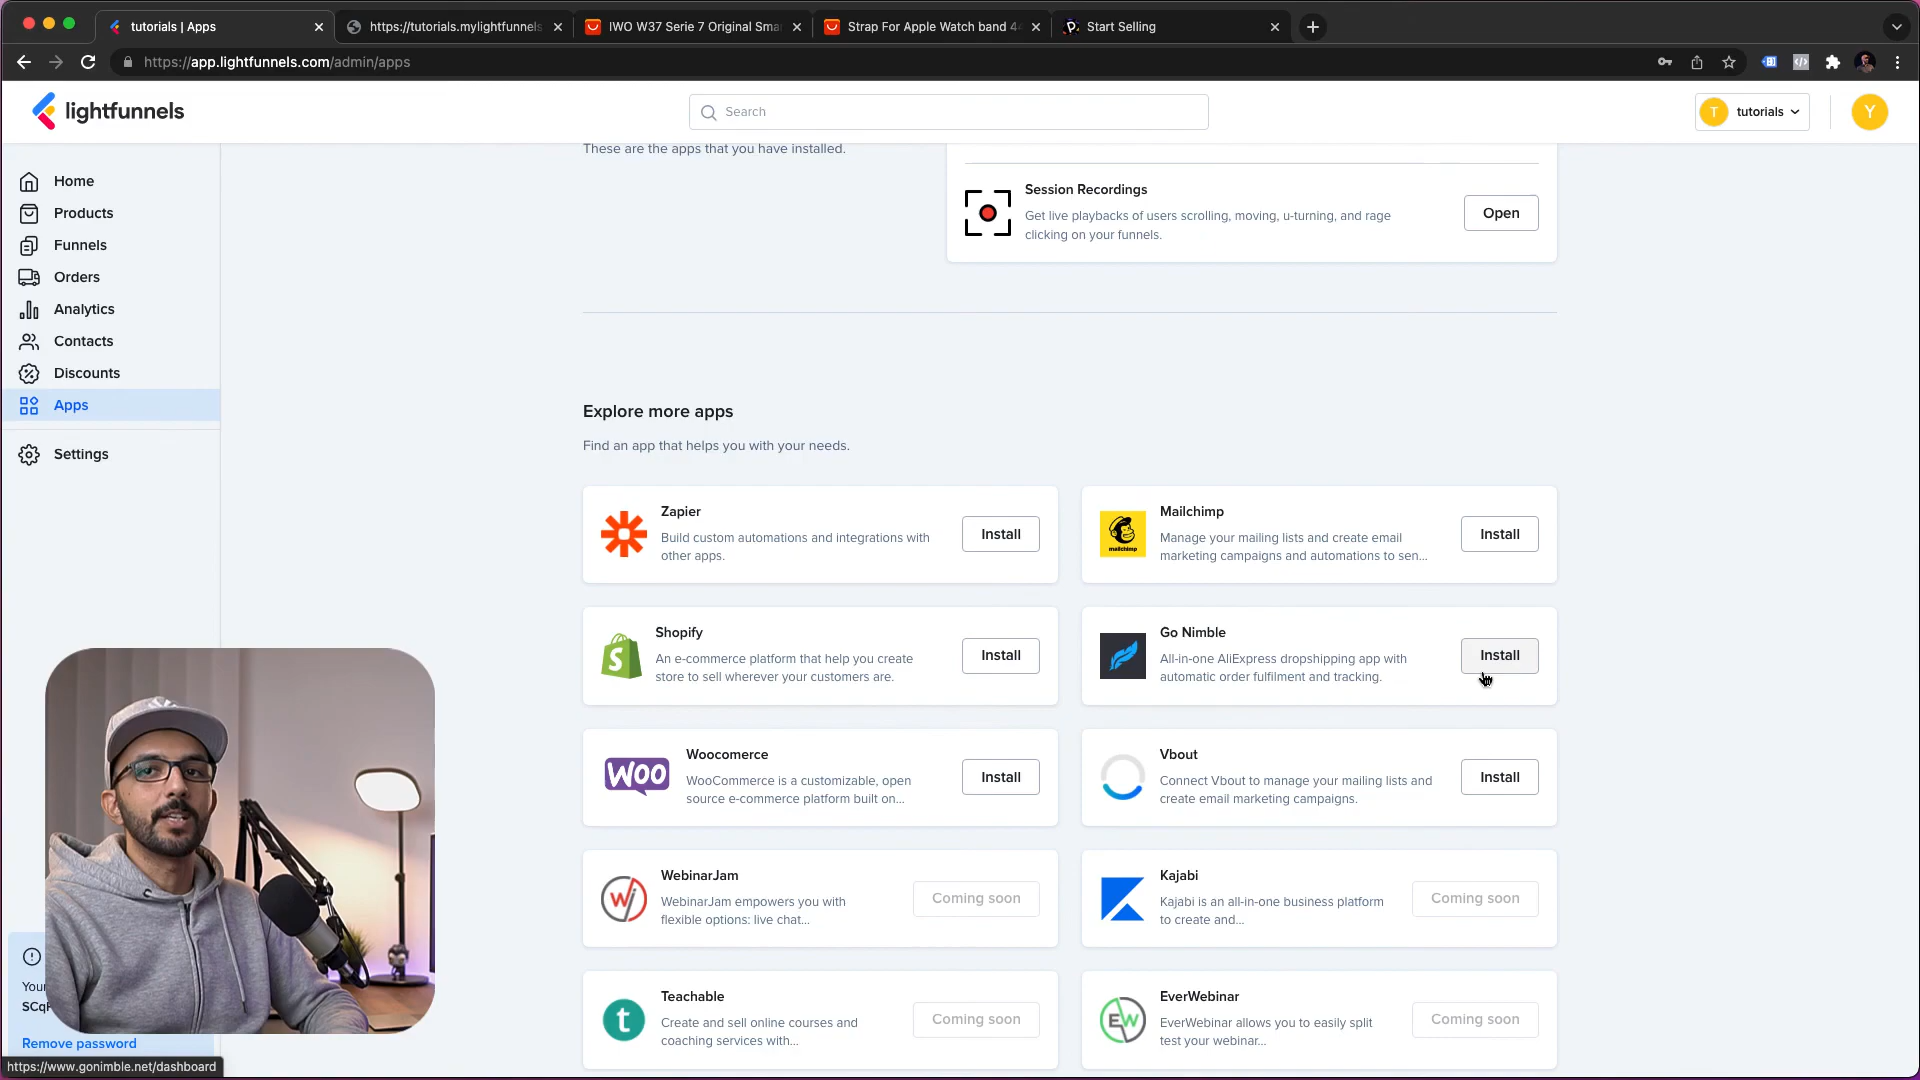 tutorials | Apps
https://tutorials.mylightfunnels
IWO W37 Serie 7 Original Sma
Strap For Apple Watch band 4
Start Selling
https://app.lightfunnels.com/admin/apps
lightfunnels
Search
T
tutorials
Y
Home
Products
Funnels
Orders
Analytics
Contacts
Discounts
Apps
Settings
These are the apps that you have installed.
Session Recordings
Get live playbacks of users scrolling, moving, u-turning, and rage
clicking on your funnels.
Open
Explore more apps
Find an app that helps you with your needs.
Zapier
Build custom automations and integrations with
other apps.
Install
mailchimp
Mailchimp
Manage your mailing lists and create email
marketing campaigns and automations to sen...
Install
Shopify
An e-commerce platform that help you create
store to sell wherever your customers are.
Install
Go Nimble
All-in-one AliExpress dropshipping app with
automatic order fulfilment and tracking.
Install
WOO
Woocomerce
WooCommerce is a customizable, open
source e-commerce platform built on...
Install
Vbout
Connect Vbout to manage your mailing lists and
create email marketing campaigns.
Install
WebinarJam
WebinarJam empowers you with
flexible options: live chat...
Coming soon
Kajabi
Kajabi is an all-in-one business platform
to create and...
Coming soon
t
Teachable
Create and sell online courses and
coaching services with...
Coming soon
EW
EverWebinar
EverWebinar allows you to easily split
test your webinar...
Coming soon
Your
Remove password
https://www.gonimble.net/dashboard